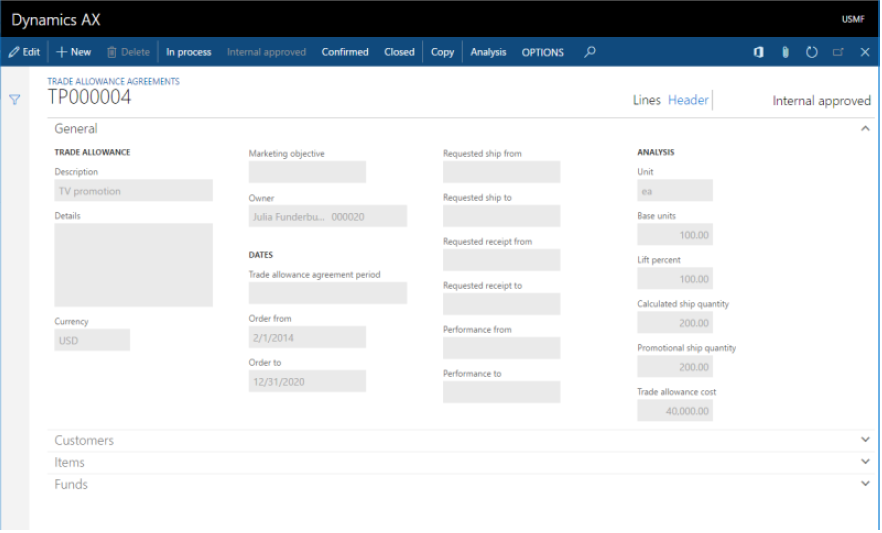 Dynamics AX
USMF
Edit
New
Delete
In process
Internal approved
Confirmed
Closed
Copy
Analysis
OPTIONS
TRADE ALLOWANCE AGREEMENTS
TP000004
Lines Header
Internal approved
General
TRADE ALLOWANCE
Description
TV promotion
Details
Currency
USD
Marketing objective
Owner
Julia Funderbu... 000020
DATES
Trade allowance agreement period
Order from
2/1/2014
Order to
12/31/2020
Requested ship from
Requested ship to
Requested receipt from
Requested receipt to
Performance from
Performance to
ANALYSIS
Unit
ea
Base units
100.00
Lift percent
100.00
Calculated ship quantity
200.00
Promotional ship quantity
200.00
Trade allowance cost
40,000.00
Customers
Items
Funds